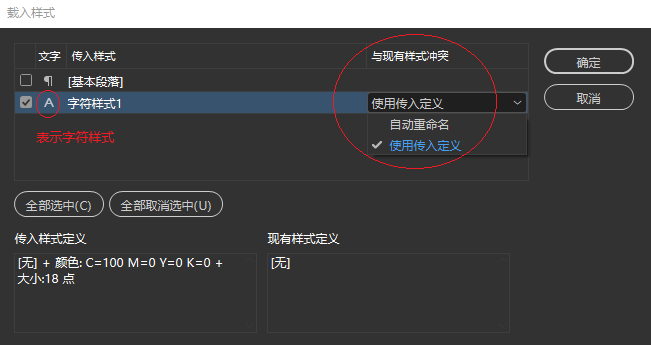 载入样式
文字 传入样式 与现有样式冲突
¶ [基本段落]
A 字符样式1 使用传入定义
自动重命名
使用传入定义
表示字符样式
确定
取消
全部选中(C) 全部取消选中(U)
传入样式定义 现有样式定义
[无] + 颜色: C=100 M=0 Y=0 K=0 + [无]
大小:18 点